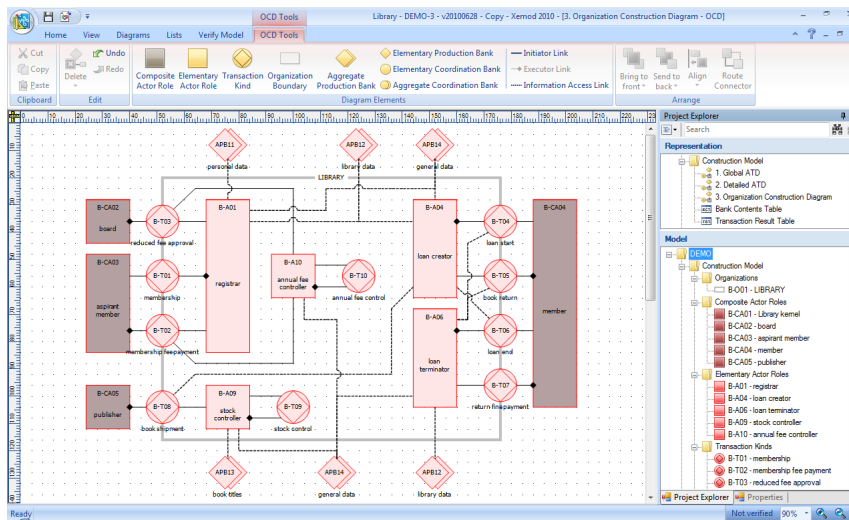 OCD Tools
Library - DEMO-3 - v20100628 - Copy - Xemod 2010 - [3. Organization Construction Diagram - OCD]
Home View Diagrams Lists Verify Model OCD Tools
Cut
Copy
Paste
Clipboard
Delete
Undo
Redo
Edit
Composite Actor Role
Elementary Actor Role
Transaction Kind
Organization Boundary
Aggregate Production Bank
Elementary Production Bank
Elementary Coordination Bank
Aggregate Coordination Bank
Initiator Link
Executor Link
Information Access Link
Diagram Elements
Bring to front
Send to back
Align
Route Connector
Arrange
APB11
personal data
APB12
library data
APB14
general data
LIBRARY
B-CA02
board
B-T03
reduced fee approval
B-A01
registrar
B-A04
loan creator
B-T04
loan start
B-CA04
member
B-CA03
aspirant member
B-T01
membership
B-A10
annual fee controller
B-T10
annual fee control
B-T05
book return
B-T02
membership feepayment
B-A06
loan terminator
B-T06
loan end
B-T07
return finepayment
B-CA05
publisher
B-T08
book shipment
B-A09
stock controller
B-T09
stock control
APB13
book titles
APB14
general data
APB12
library data
Project Explorer
Search
Representation
Construction Model
1. Global ATD
2. Detailed ATD
3. Organization Construction Diagram
Bank Contents Table
Transaction Result Table
Model
DEMO
Construction Model
Organizations
B-O01 - LIBRARY
Composite Actor Roles
B-CA01 - Library kernel
B-CA02 - board
B-CA03 - aspirant member
B-CA04 - member
B-CA05 - publisher
Elementary Actor Roles
B-A01 - registrar
B-A04 - loan creator
B-A06 - loan terminator
B-A09 - stock controller
B-A10 - annual fee controller
Transaction Kinds
B-T01 - membership
B-T02 - membership fee payment
B-T03 - reduced fee approval
Project Explorer Properties
Ready
Not verified 90%